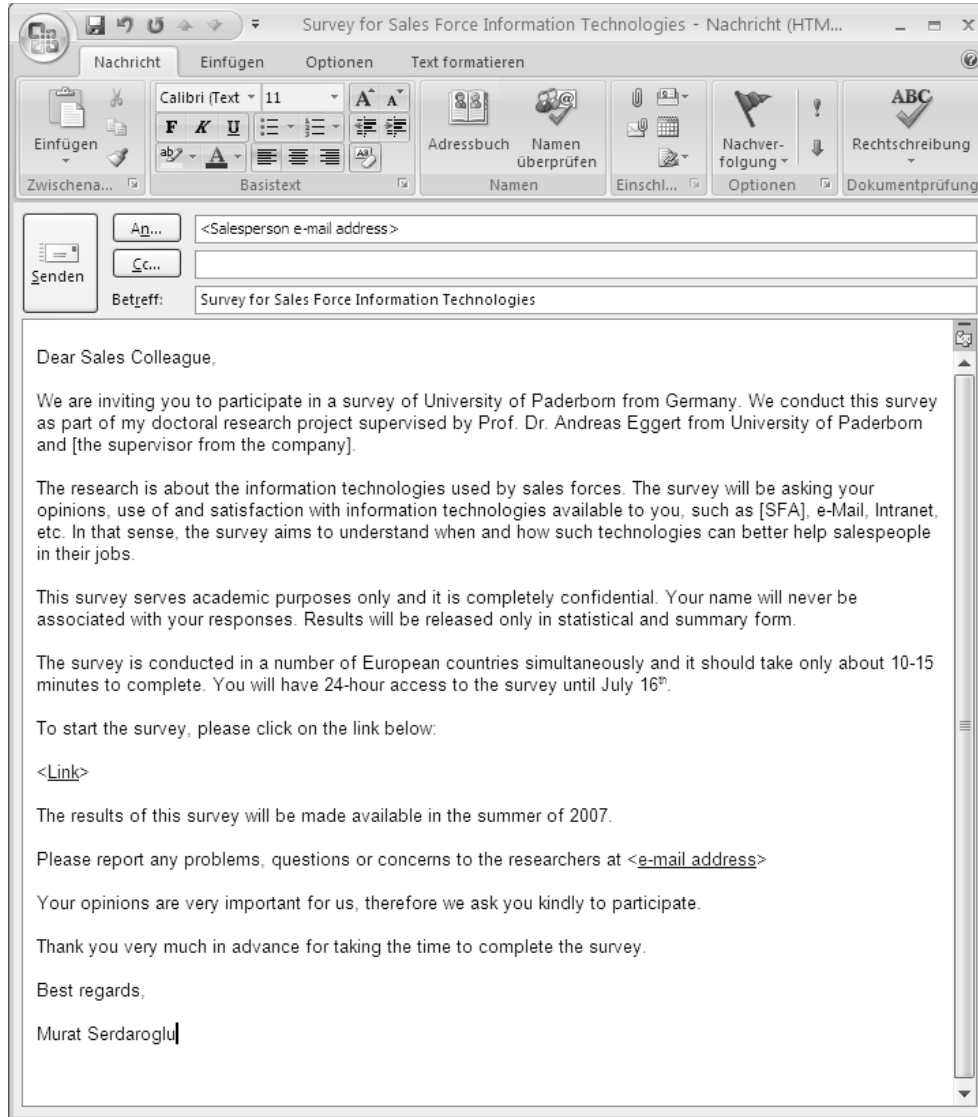 Survey for Sales Force Information Technologies - Nachricht (HTM...
Nachricht Einfügen Optionen Text formatieren
Einfügen
Calibri (Text 11 A A
F K U
ab A Aa
Adressbuch
Namen
überprüfen
Nachver-
folgung
ABC
Rechtschreibung
Zwischena... Basistext Namen Einschl... Optionen Dokumentprüfung
Senden
An... <Salesperson e-mail address>
Cc...
Betreff: Survey for Sales Force Information Technologies
Dear Sales Colleague,
We are inviting you to participate in a survey of University of Paderborn from Germany. We conduct this survey
as part of my doctoral research project supervised by Prof. Dr. Andreas Eggert from University of Paderborn
and [the supervisor from the company].
The research is about the information technologies used by sales forces. The survey will be asking your
opinions, use of and satisfaction with information technologies available to you, such as [SFA], e-Mail, Intranet,
etc. In that sense, the survey aims to understand when and how such technologies can better help salespeople
in their jobs.
This survey serves academic purposes only and it is completely confidential. Your name will never be
associated with your responses. Results will be released only in statistical and summary form.
The survey is conducted in a number of European countries simultaneously and it should take only about 10-15
minutes to complete. You will have 24-hour access to the survey until July 16th.
To start the survey, please click on the link below:
<Link>
The results of this survey will be made available in the summer of 2007.
Please report any problems, questions or concerns to the researchers at <e-mail address>
Your opinions are very important for us, therefore we ask you kindly to participate.
Thank you very much in advance for taking the time to complete the survey.
Best regards,
Murat Serdaroglu